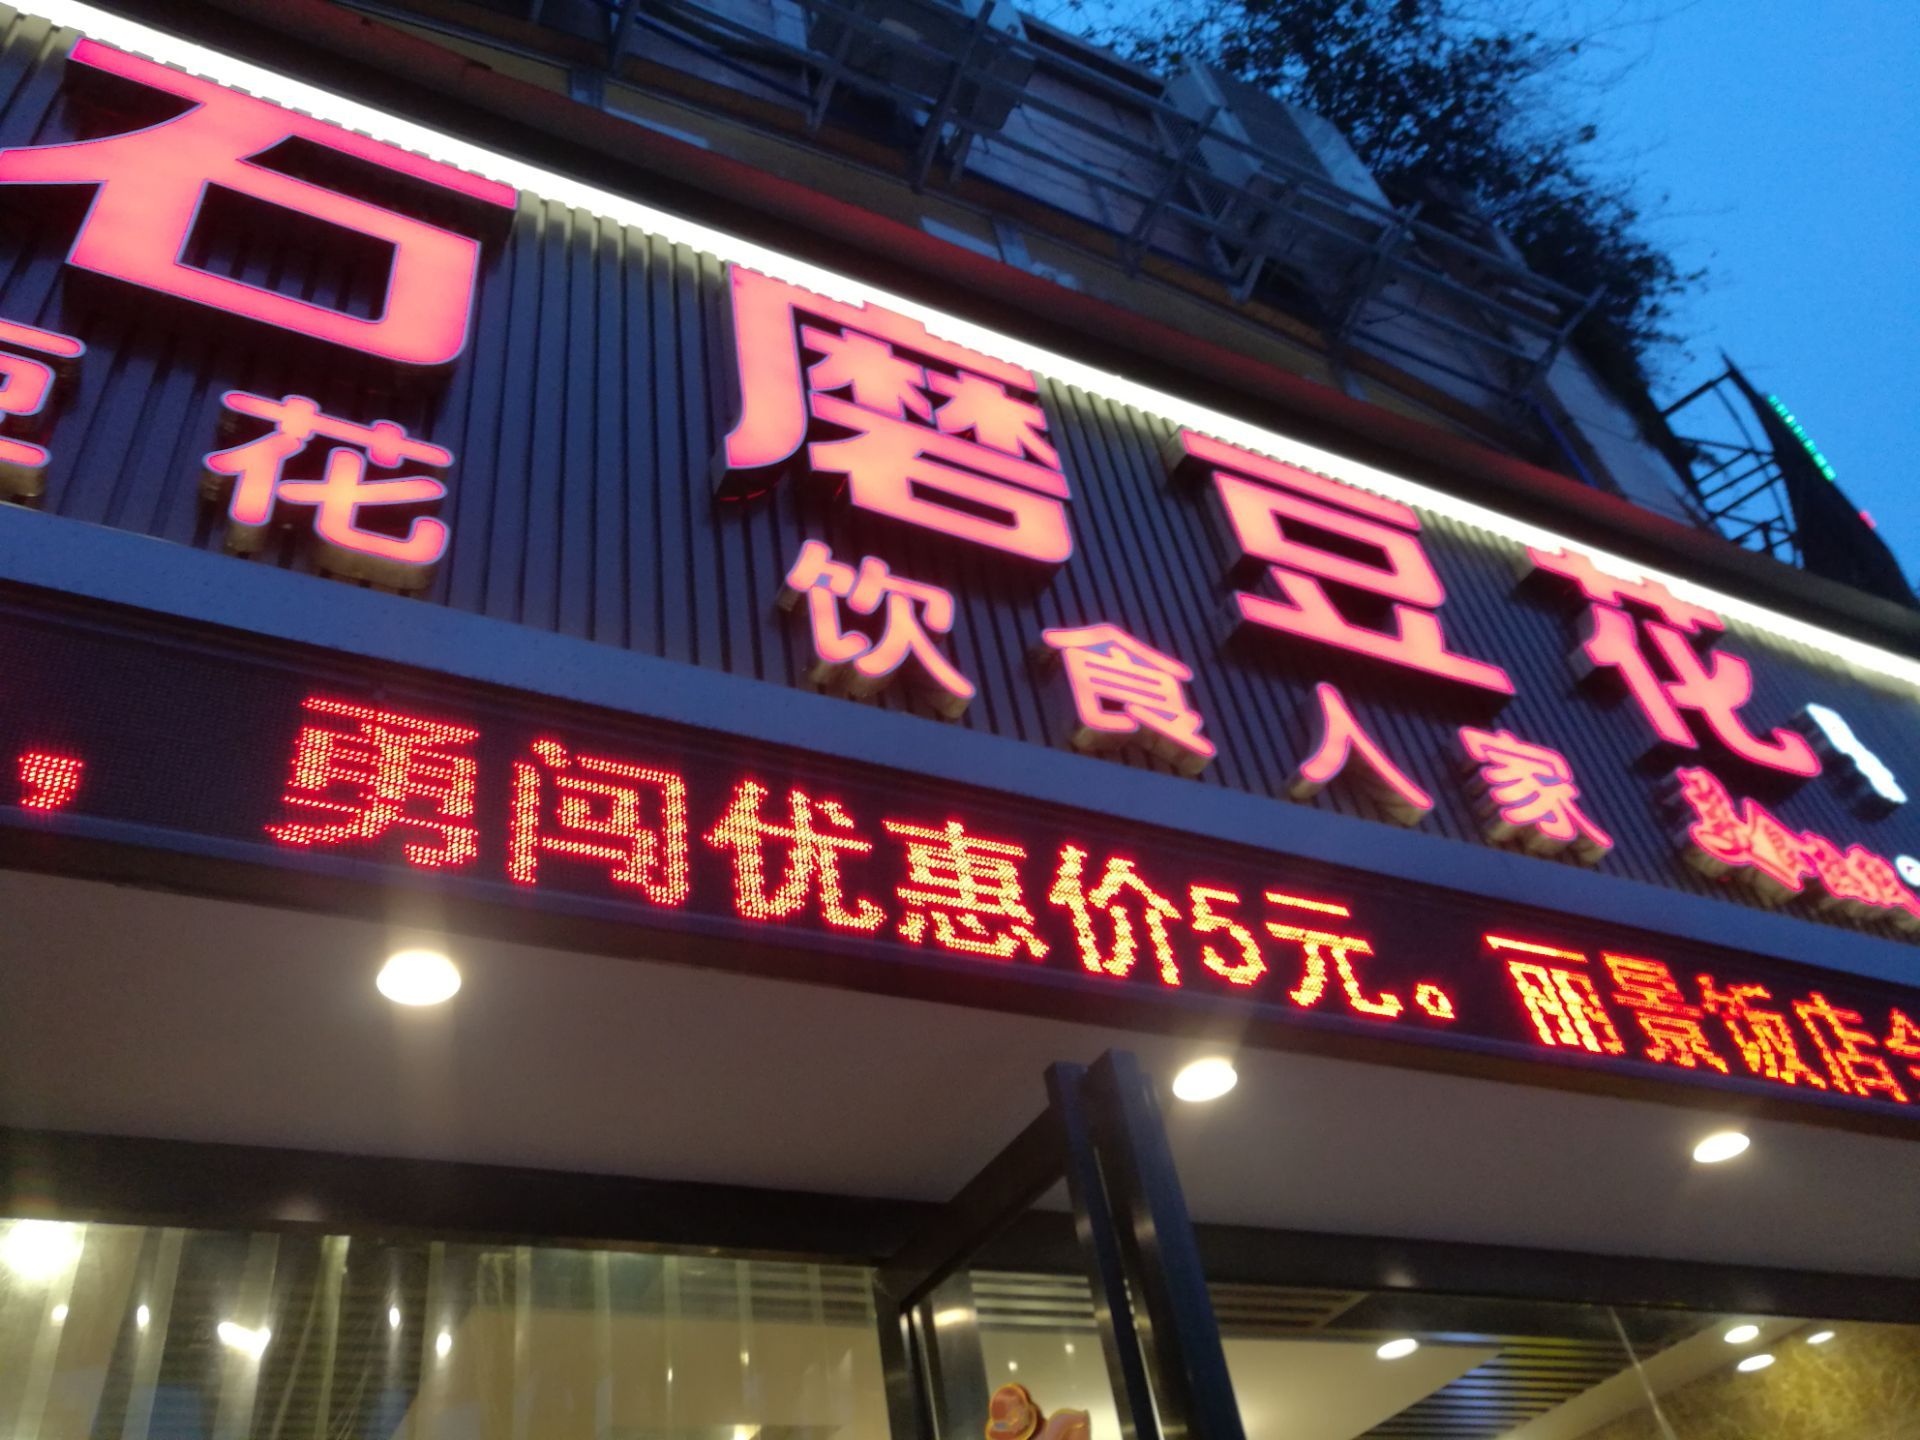 石磨豆花
豆花 饮食人家
，勇闯优惠价5元。丽景饭店